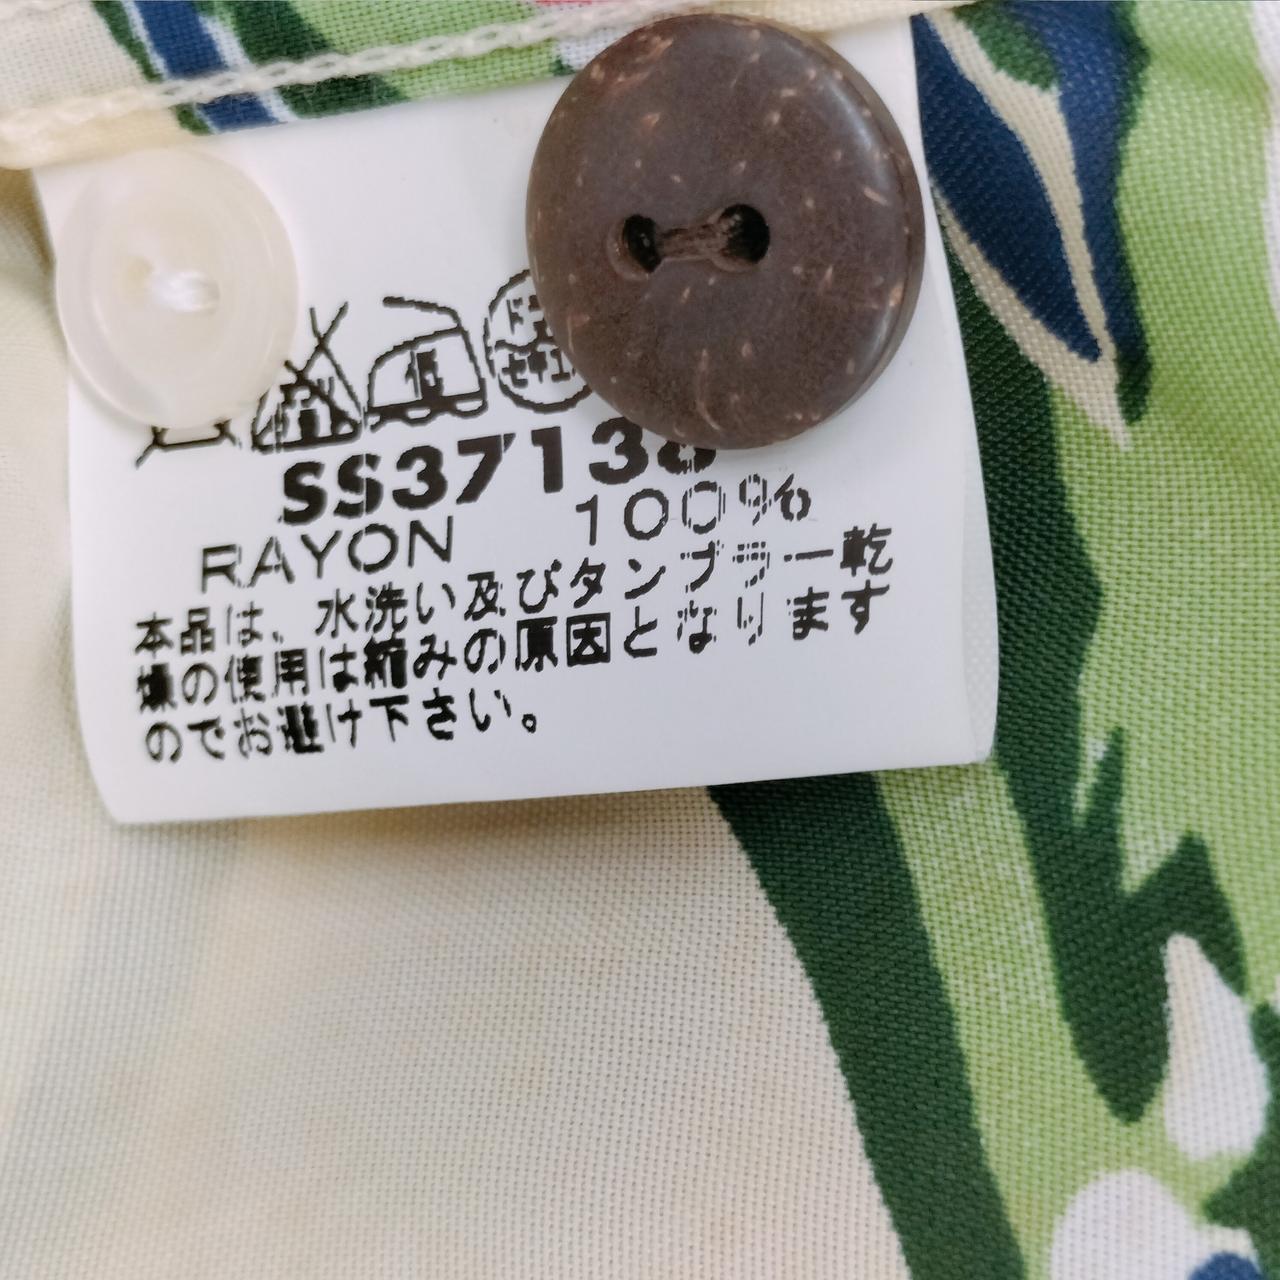 低
SS37138
RAYON 100%
本品は、水洗い及びタンブラー乾
燥の使用は縮みの原因となります
のでお避け下さい。